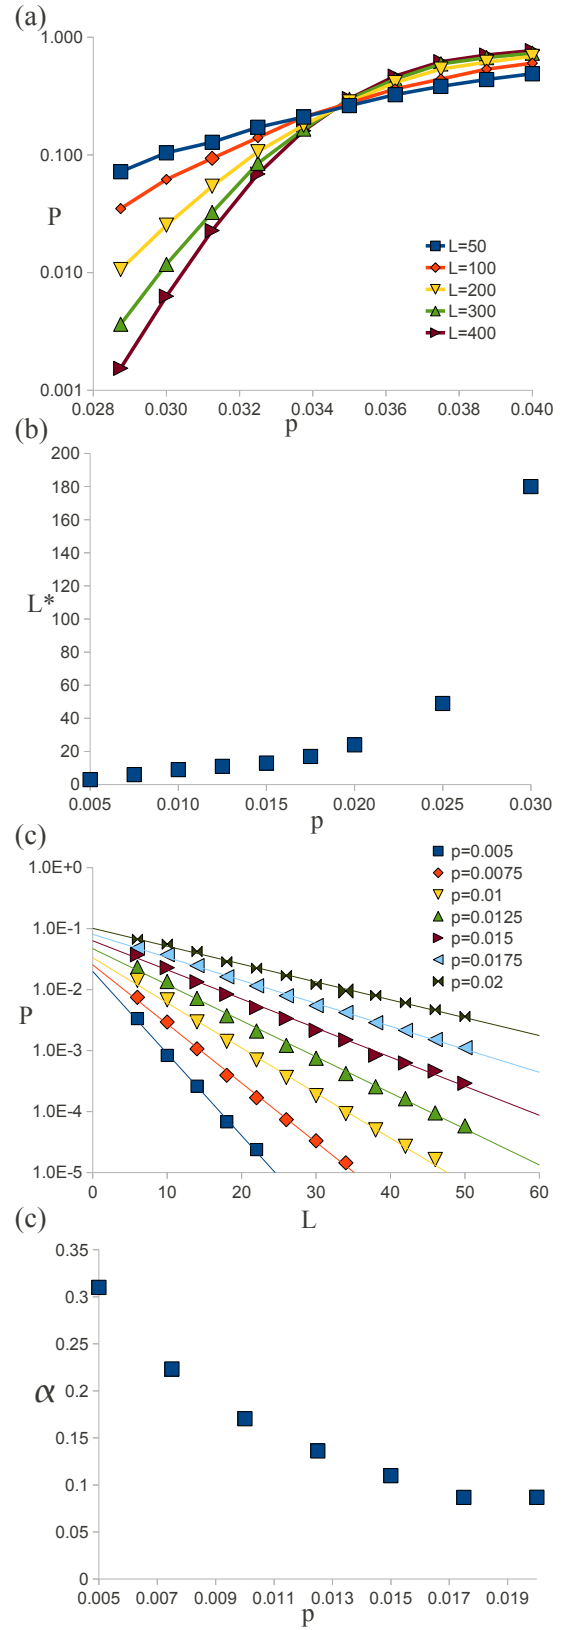 (a)
1.000
0.100
P
0.010
0.001
L=50
L=100
L=200
L=300
L=400
0.028 0.030 0.032 0.034 0.036 0.038 0.040
p
(b)
200
180
160
140
120
L*
100
80
60
40
20
0
0.005 0.010 0.015 0.020 0.025 0.030
p
(c)
p=0.005
p=0.0075
p=0.01
p=0.0125
p=0.015
p=0.0175
p=0.02
1.0E+0
1.0E-1
1.0E-2
P
1.0E-3
1.0E-4
1.0E-5
0 10 20 30 40 50 60
L
(c)
0.35
0.3
0.25
0.2
α
0.15
0.1
0.05
0
0.005 0.007 0.009 0.011 0.013 0.015 0.017 0.019
p